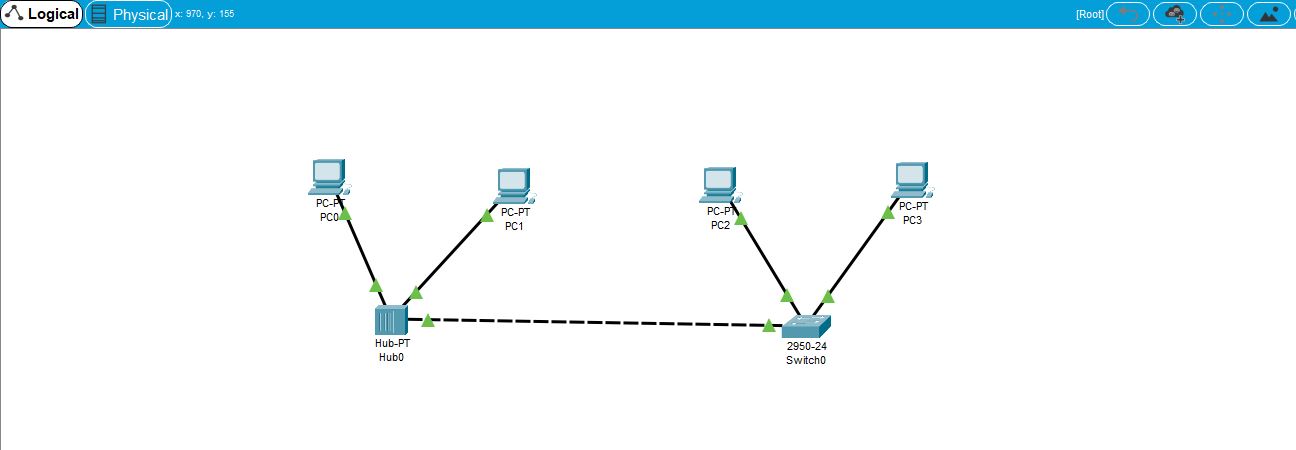 Logical Physical x: 970, y: 155 [Root]
PC-PT
PC0
PC-PT
PC1
PC-PT
PC2
PC-PT
PC3
Hub-PT
Hub0
2950-24
Switch0